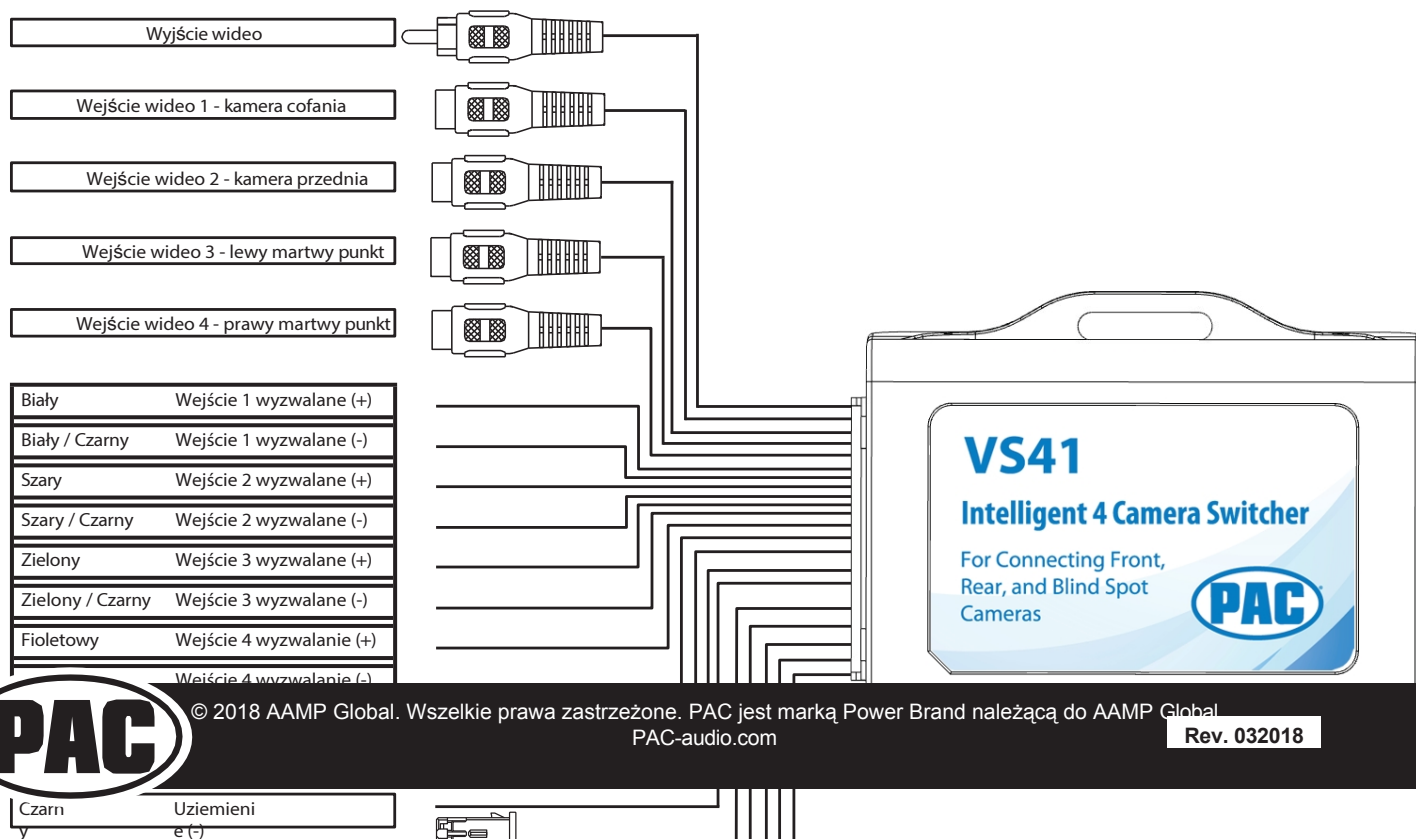 Wyjście wideo
Wejście wideo 1 - kamera cofania
Wejście wideo 2 - kamera przednia
Wejście wideo 3 - lewy martwy punkt
Wejście wideo 4 - prawy martwy punkt
Biały Wejście 1 wyzwalane (+)
Biały / Czarny Wejście 1 wyzwalane (-)
Szary Wejście 2 wyzwalane (+)
Szary / Czarny Wejście 2 wyzwalane (-)
Zielony Wejście 3 wyzwalane (+)
Zielony / Czarny Wejście 3 wyzwalane (-)
Fioletowy Wejście 4 wyzwalanie (+)
Wejście 4 wyzwalanie (-)
VS41
Intelligent 4 Camera Switcher
For Connecting Front,
Rear, and Blind Spot
Cameras
PAC
PAC
© 2018 AAMP Global. Wszelkie prawa zastrzeżone. PAC jest marką Power Brand należącą do AAMP Global
PAC-audio.com
Rev. 032018
Czarn Uziemieni
y e (-)